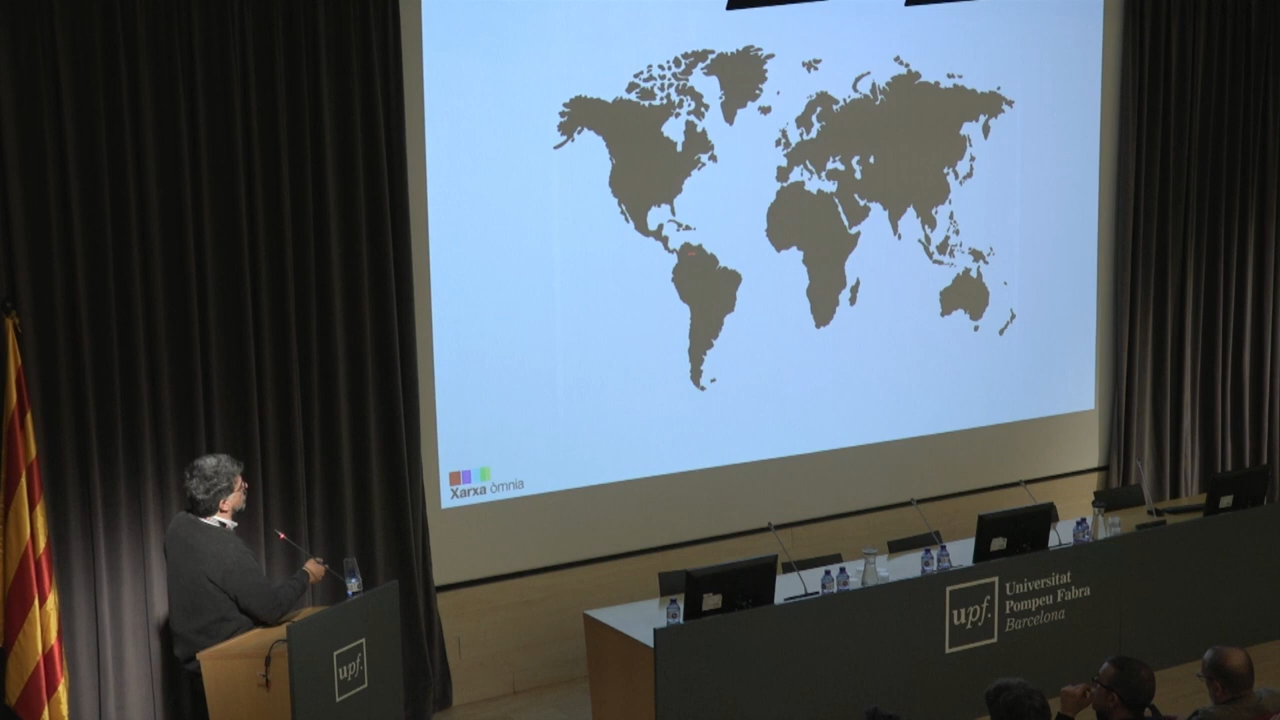 Xarxa òmnia
upf.
upf.
Universitat
Pompeu Fabra
Barcelona